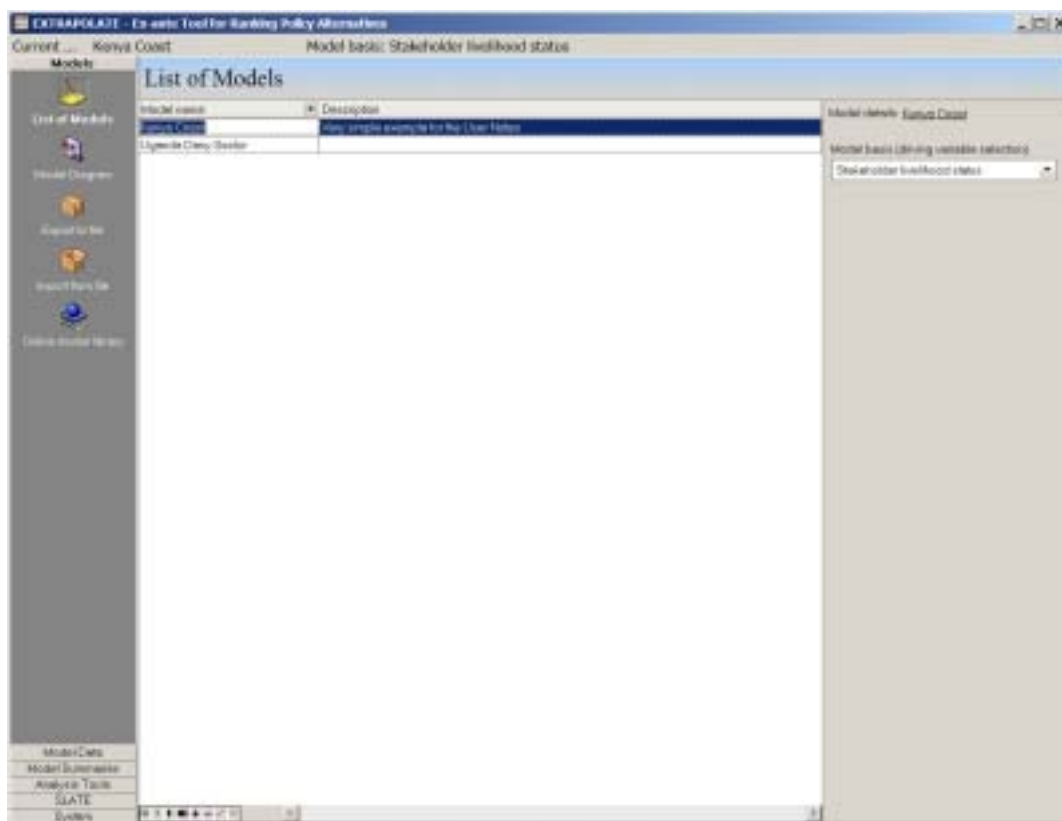 EXTRAPOLATE - Ex-ante Tool for Ranking Policy Alternatives
Current ... Kenya Coast Model basis: Stakeholder livelihood status
Models
List of Models
Model name Description
Kenya Coast Very simple example for the User Notes
Uganda Dairy Sector
Model details: Kenya Coast
Model basis (driving variable selection)
Stakeholder livelihood status
List of Models
Model Diagram
Export to file
Import from file
Online model library
Model Data
Model Summaries
Analysis Tools
SLATE
System